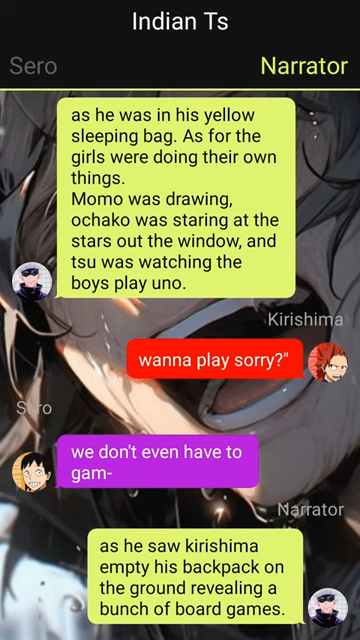 Indian Ts
Sero
Narrator
as he was in his yellow
sleeping bag. As for the
girls were doing their own
things.
Momo was drawing,
ochako was staring at the
stars out the window, and
tsu was watching the
boys play uno.
Kirishima
wanna play sorry?"
Sero
we don't even have to
gam-
Narrator
as he saw kirishima
empty his backpack on
the ground revealing a
bunch of board games.